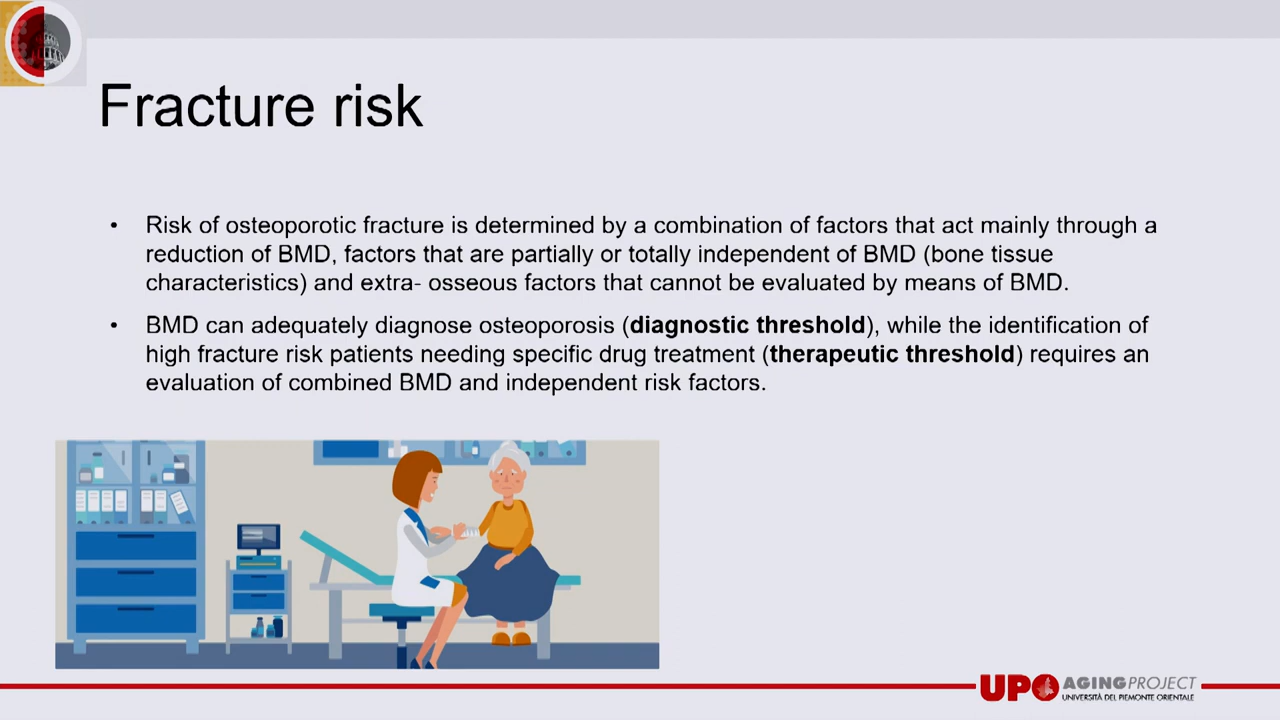 Fracture risk
• Risk of osteoporotic fracture is determined by a combination of factors that act mainly through a
reduction of BMD, factors that are partially or totally independent of BMD (bone tissue
characteristics) and extra- osseous factors that cannot be evaluated by means of BMD.
• BMD can adequately diagnose osteoporosis (diagnostic threshold), while the identification of
high fracture risk patients needing specific drug treatment (therapeutic threshold) requires an
evaluation of combined BMD and independent risk factors.
UPO AGINGPROJECT
UNIVERSITÀ DEL PIEMONTE ORIENTALE